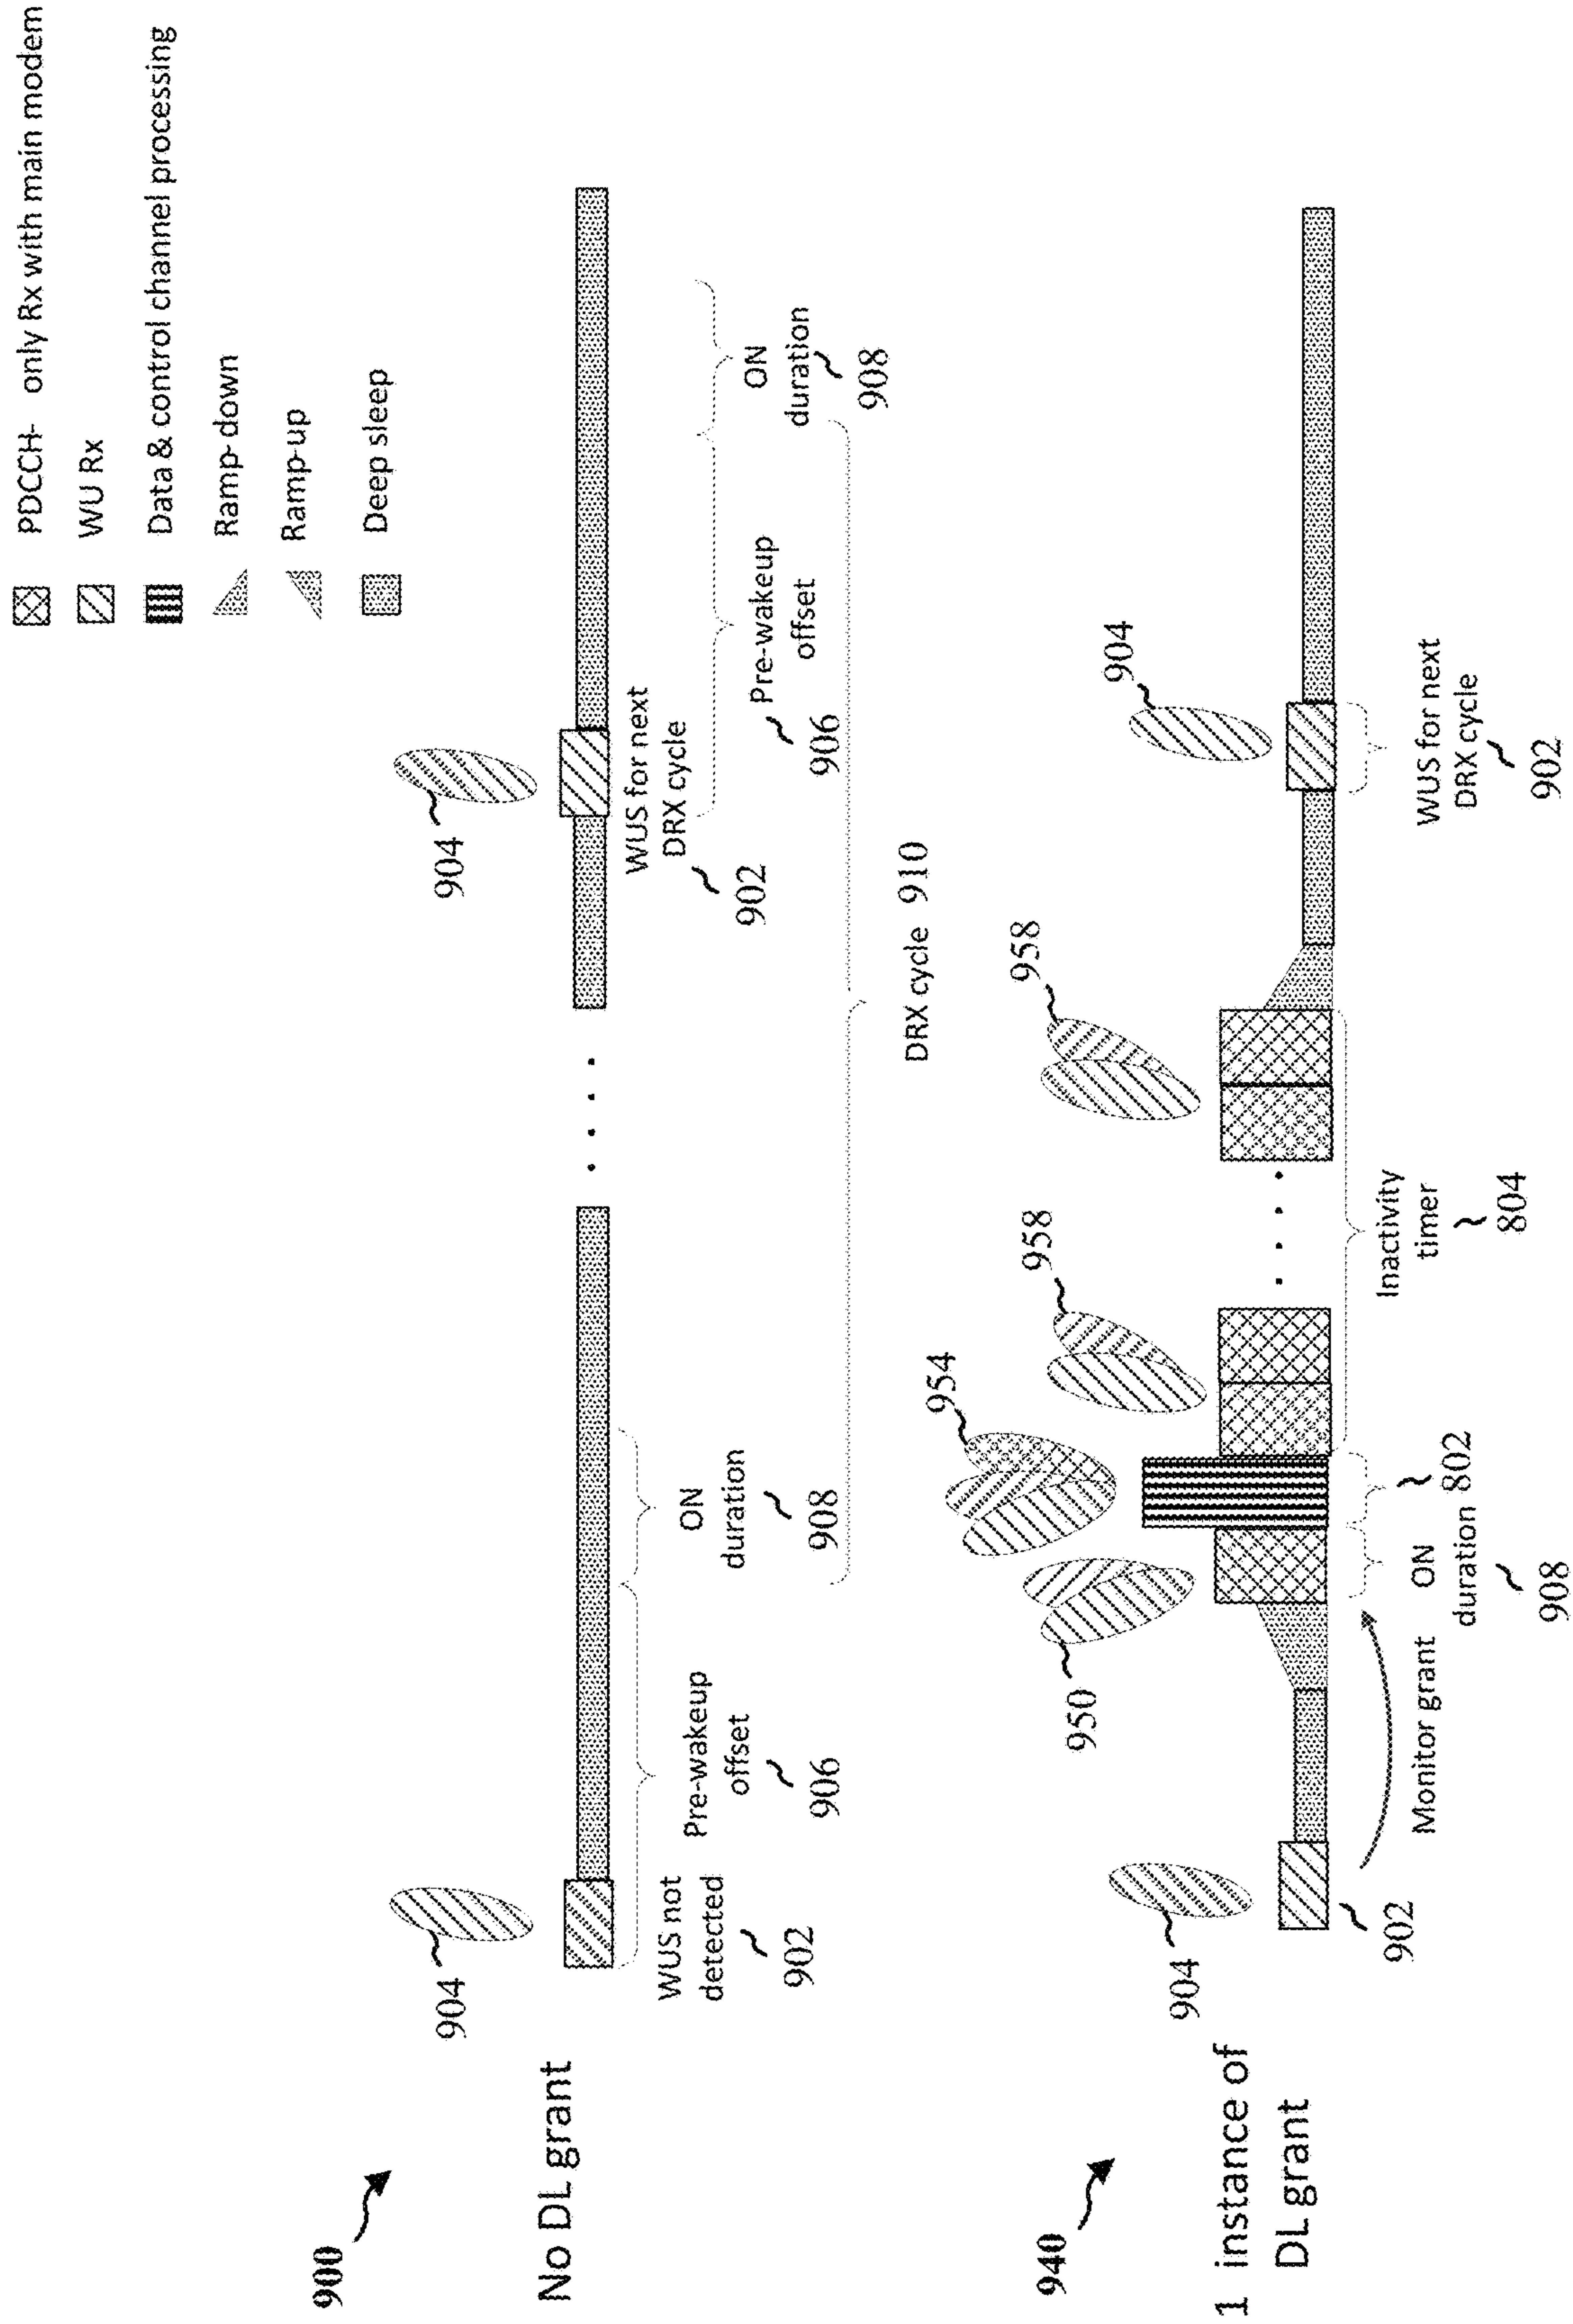 PDCCH- only Rx with main modem
WU Rx
Data & control channel processing
Ramp-down
Ramp-up
Deep sleep
900
No DL grant
904
904
WUS not
detected
902
Pre-wakeup
offset
906
ON
duration
908
WUS for next
DRX cycle
902
Pre-wakeup
offset
906
ON
duration
908
DRX cycle 910
940
1 instance of
DL grant
904
950
954
958
958
904
902
Monitor grant
ON
duration
908
802
Inactivity
timer
804
WUS for next
DRX cycle
902